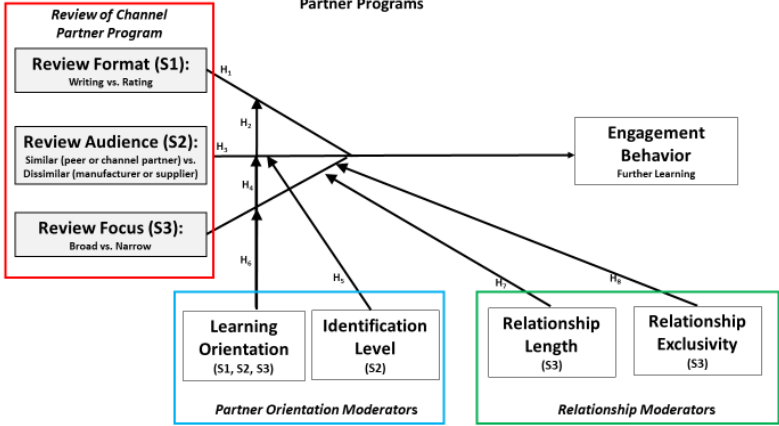 Partner Programs
Review of Channel
Partner Program
Review Format (S1):
Writing vs. Rating
Review Audience (S2):
Similar (peer or channel partner) vs.
Dissimilar (manufacturer or supplier)
Review Focus (S3):
Broad vs. Narrow
H1
H2
H3
H4
H6
H5
H7
H8
Engagement
Behavior
Further Learning
Learning
Orientation
(S1, S2, S3)
Identification
Level
(S2)
Partner Orientation Moderators
Relationship
Length
(S3)
Relationship
Exclusivity
(S3)
Relationship Moderators